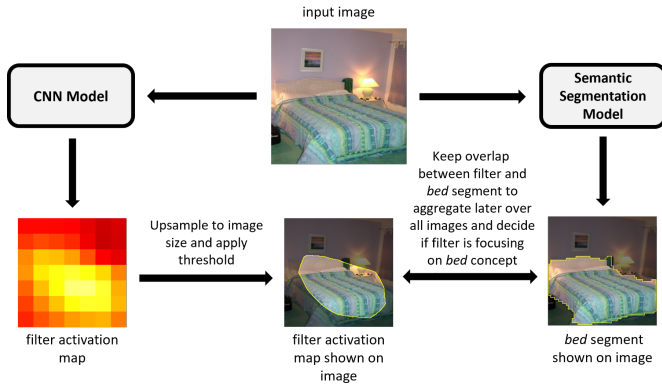 input image
CNN Model
Semantic
Segmentation
Model
Keep overlap
between filter and
bed segment to
aggregate later over
all images and decide
if filter is focusing
on bed concept
Upsample to image
size and apply
threshold
filter activation
map
filter activation
map shown on
image
bed segment
shown on image